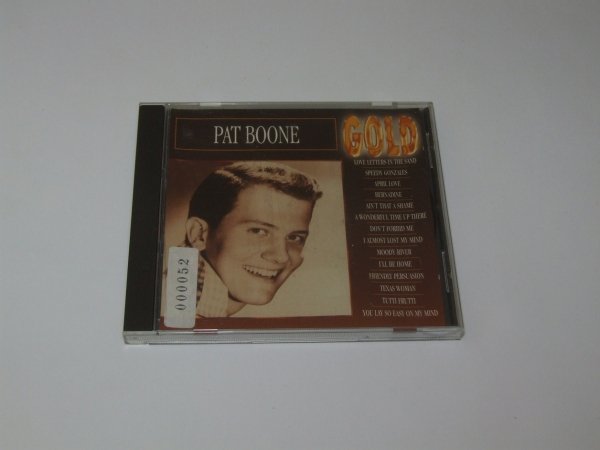 PAT BOONE
GOLD
LOVE LETTERS IN THE SAND
SPEEDY GONZALES
APRIL LOVE
BERNADINE
AIN'T THAT A SHAME
A WONDERFUL TIME UP THERE
DON'T FORBID ME
I ALMOST LOST MY MIND
MOODY RIVER
I'LL BE HOME
FRIENDLY PERSUASION
TEXAS WOMAN
TUTTI FRUTTI
YOU LAY SO EASY ON MY MIND
000052